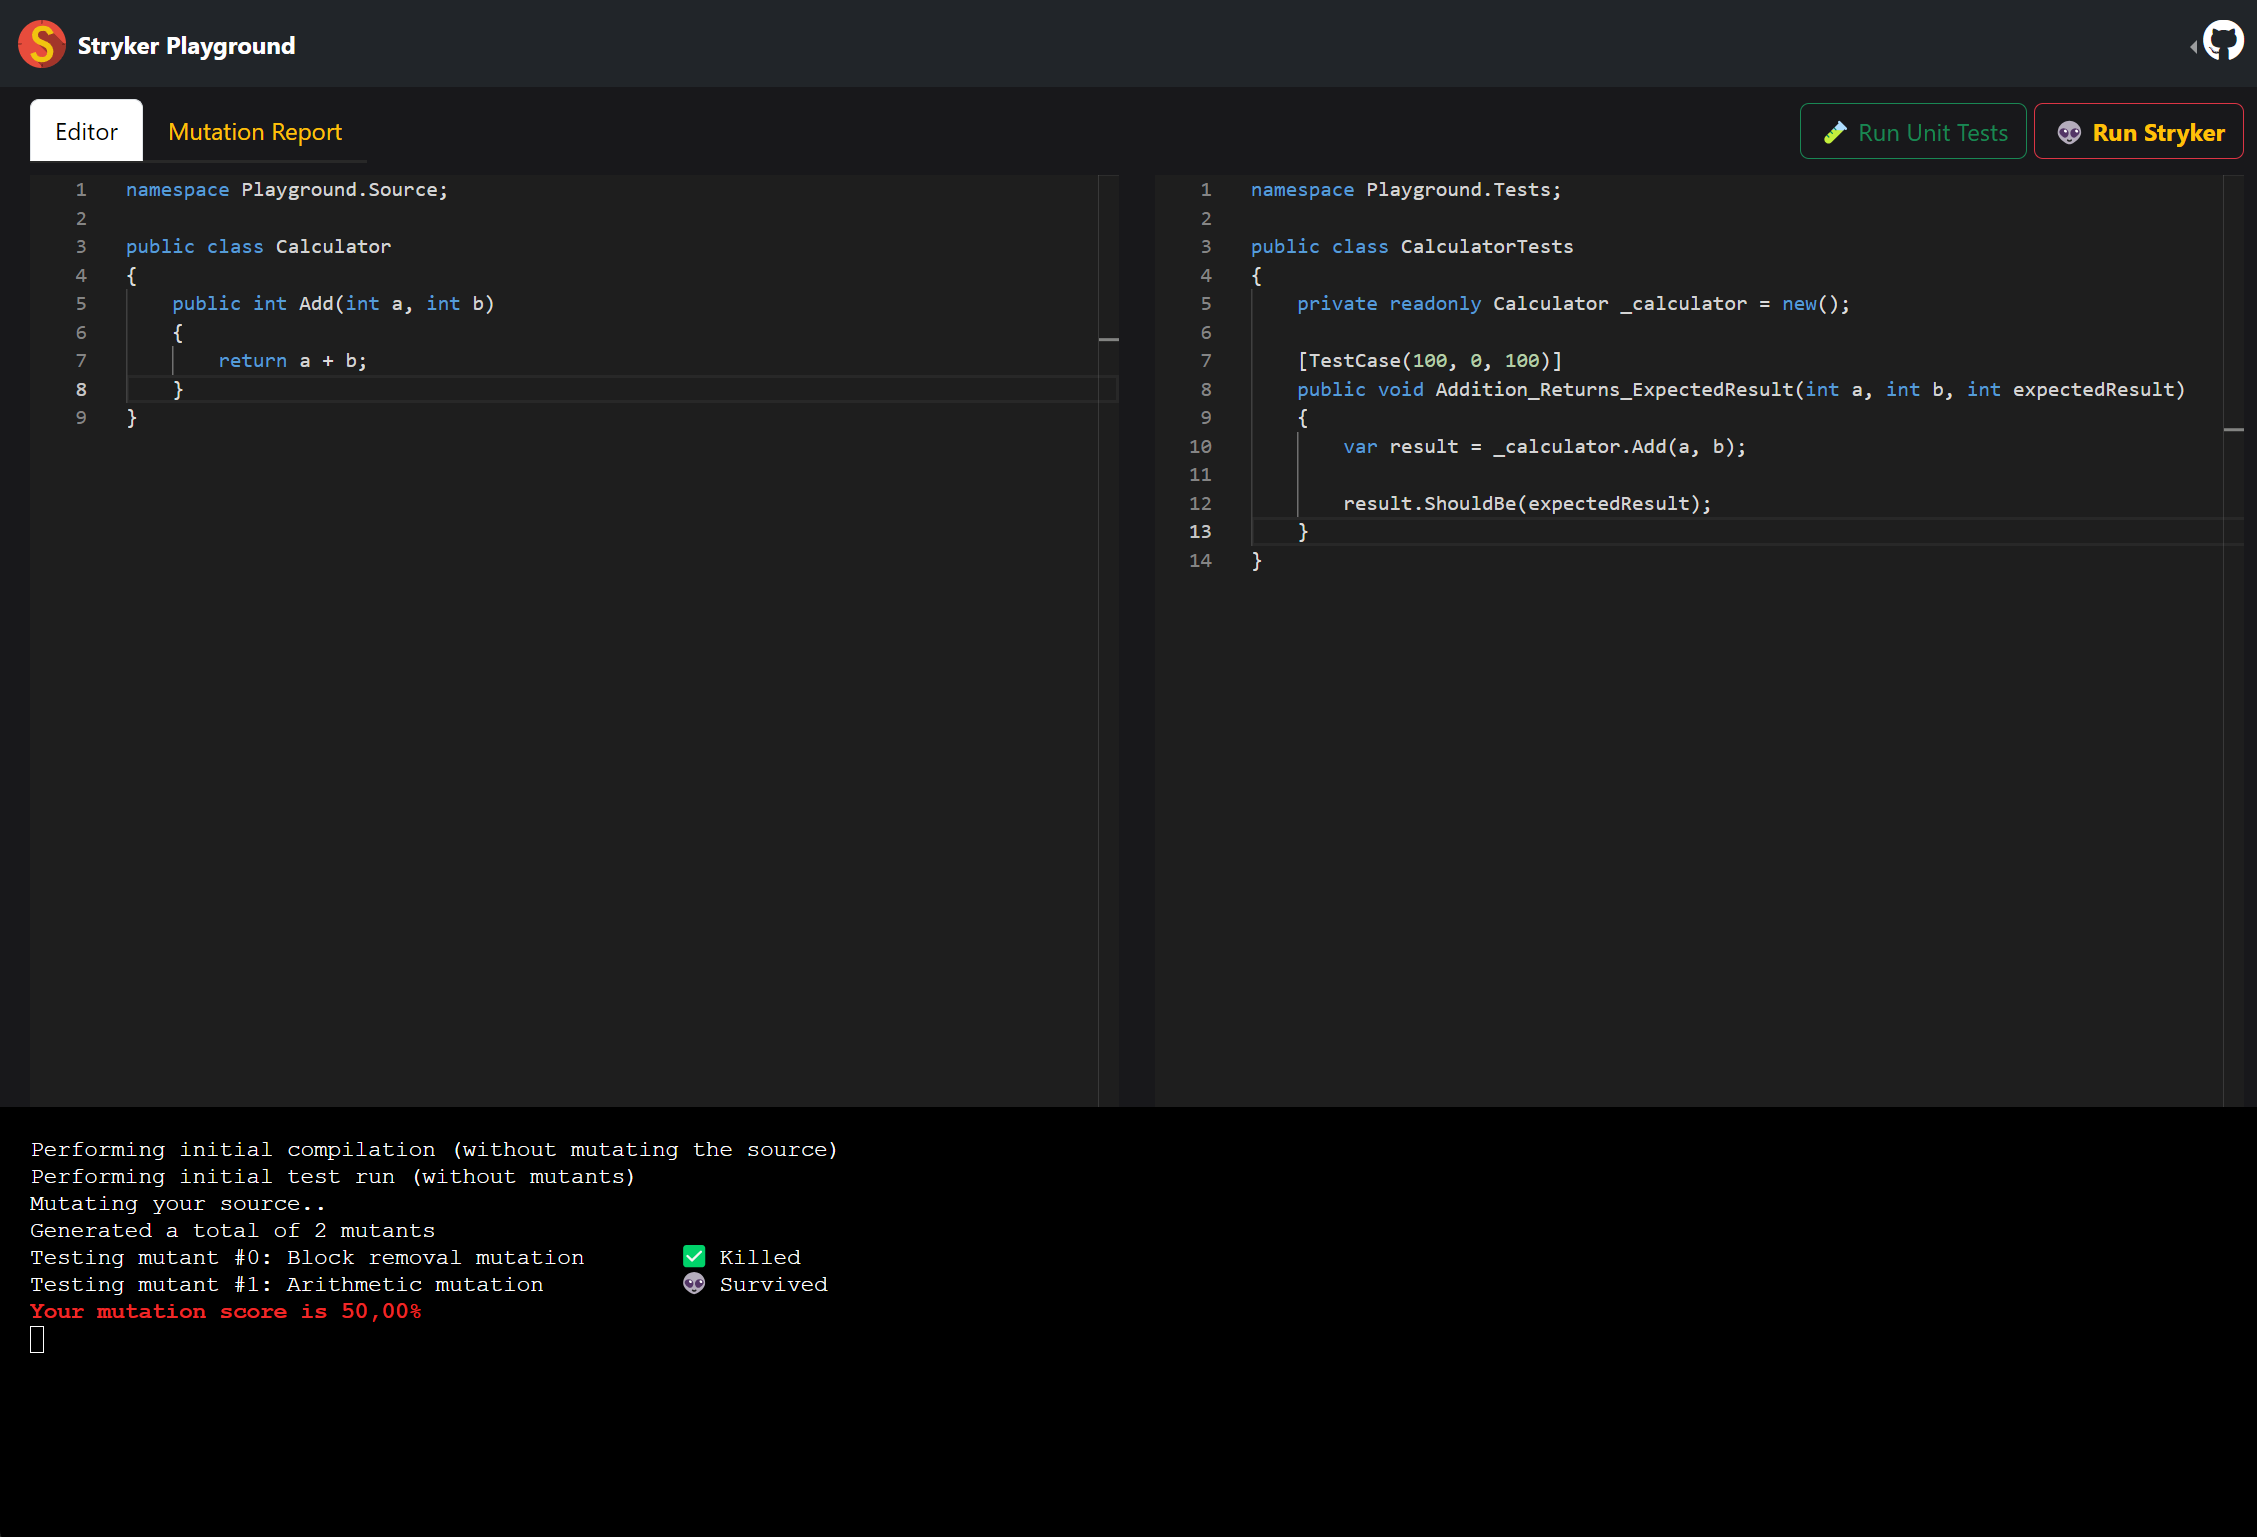 Stryker Playground
Editor
Mutation Report
Run Unit Tests
Run Stryker
1 namespace Playground.Source;
2
3 public class Calculator
4 {
5     public int Add(int a, int b)
6     {
7         return a + b;
8     }
9 }
1 namespace Playground.Tests;
2
3 public class CalculatorTests
4 {
5     private readonly Calculator _calculator = new();
6
7     [TestCase(100, 0, 100)]
8     public void Addition_Returns_ExpectedResult(int a, int b, int expectedResult)
9     {
10         var result = _calculator.Add(a, b);
11
12         result.ShouldBe(expectedResult);
13     }
14 }
Performing initial compilation (without mutating the source)
Performing initial test run (without mutants)
Mutating your source..
Generated a total of 2 mutants
Testing mutant #0: Block removal mutation ✅ Killed
Testing mutant #1: Arithmetic mutation 👽 Survived
Your mutation score is 50,00%